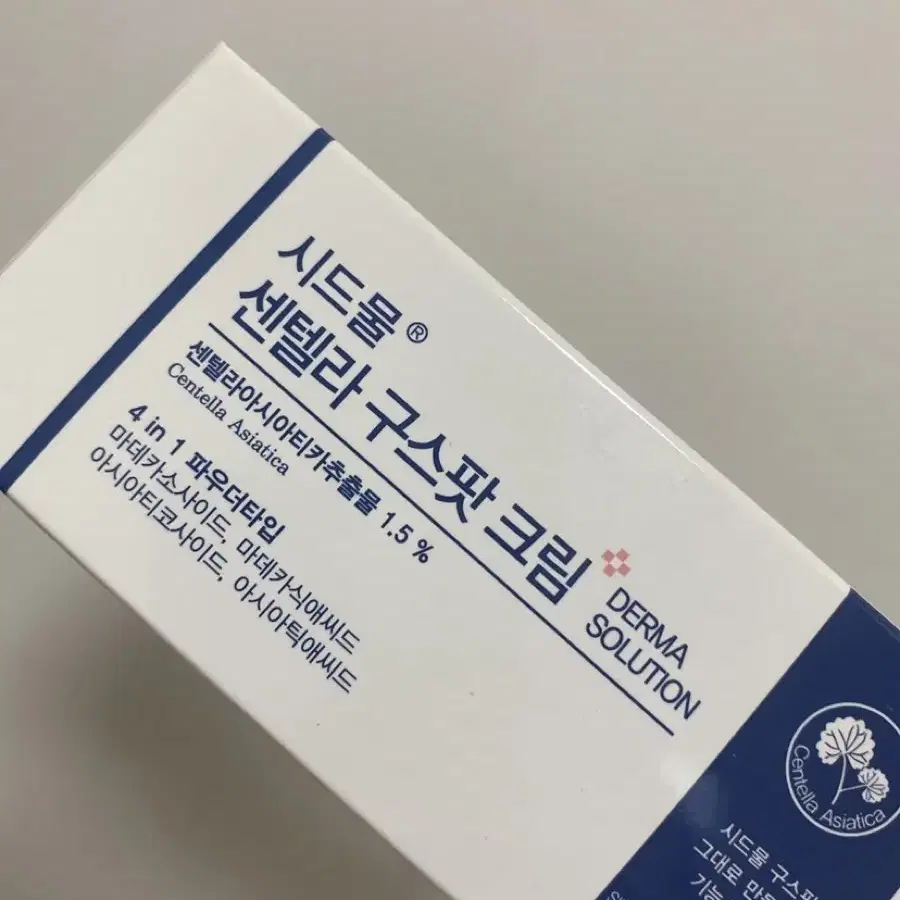 시드물®
센텔라 구스팟 크림
DERMA
SOLUTION
센텔라아시아티카추출물 1.5 %
Centella Asiatica
4 in 1 파우더타입
마데카소사이드, 마데카식애씨드
아시아티코사이드, 아시아틱애씨드
Centella Asiatica
시드물 구스팟
그대로 만
기능